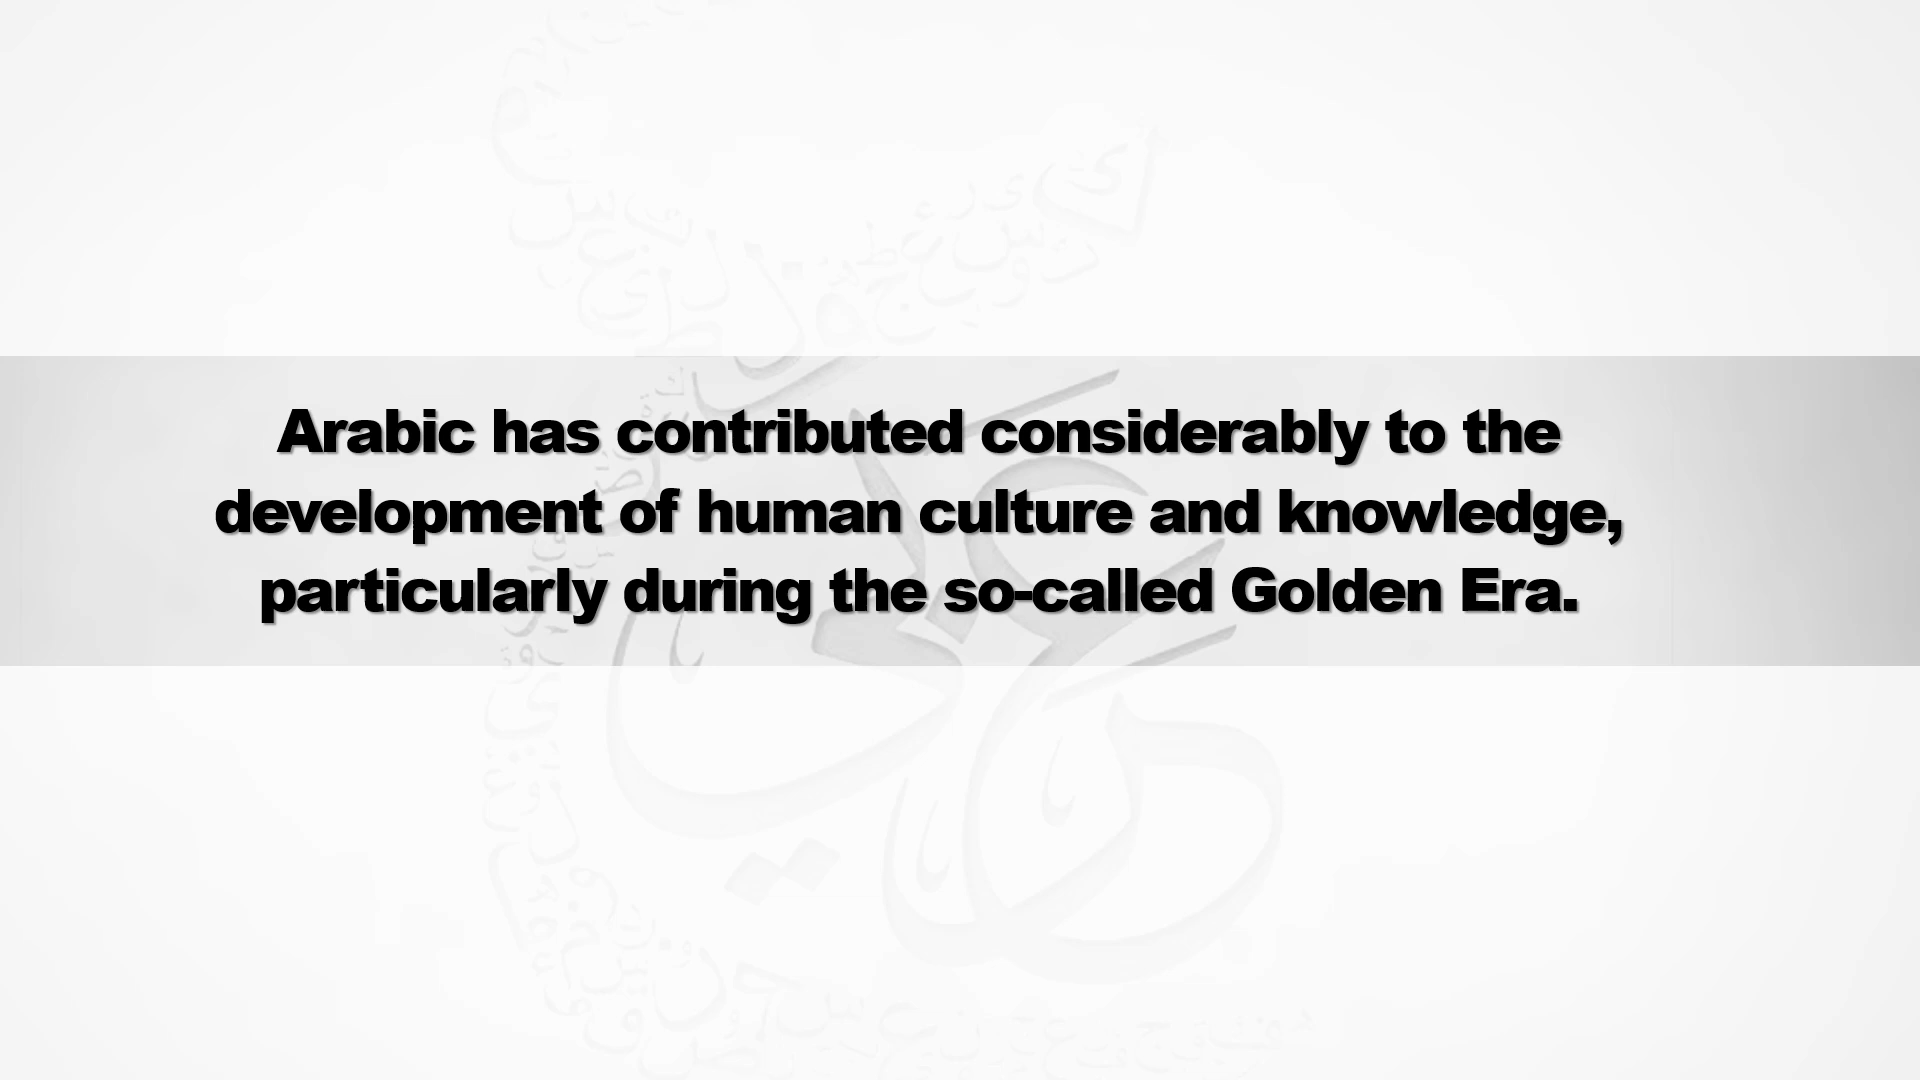 Arabic has contributed considerably to the
development of human culture and knowledge,
particularly during the so-called Golden Era.